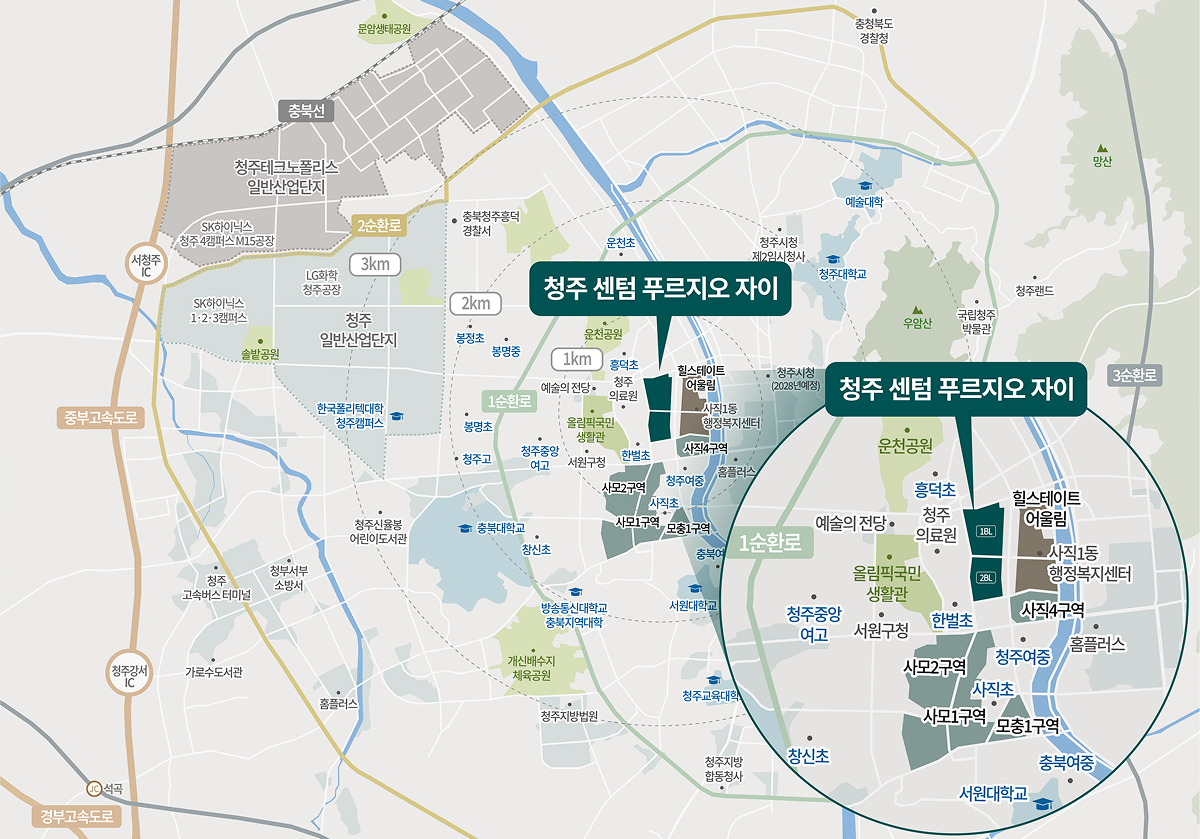 문암생태공원
충청북도
경찰청
충북선
청주테크노폴리스
일반산업단지
망산
예술대학
SK하이닉스
청주 4캠퍼스 M15공장
2순환로
충북청주흥덕
경찰서
운천초
청주시청
제2임시청사
서청주
IC
3km
LG화학
청주공장
청주대학교
청주 센텀 푸르지오 자이
청주랜드
SK하이닉스
1·2·3캠퍼스
2km
청주
일반산업단지
우암산
국립청주
박물관
솔밭공원
봉정초
봉명중
운천공원
1km
흥덕초
힐스테이트
어울림
청주시청
(2028년예정)
3순환로
예술의 전당
청주
의료원
청주 센텀 푸르지오 자이
중부고속도로
한국폴리텍대학
청주캠퍼스
1순환로
올림픽국민
생활관
사직1동
행정복지센터
봉명초
청주중앙
여고
한벌초
사직4구역
청주고
서원구청
홈플러스
사모2구역
청주여중
사직초
사모1구역
모충1구역
청주신율봉
어린이도서관
충북대학교
창신초
충북여
청주
고속버스 터미널
청부서부
소방서
방송통신대학교
충북지역대학
서원대학교
청주강서
IC
가로수도서관
개신배수지
체육공원
홈플러스
청주지방법원
청주교육대학
청주지방
합동청사
JC 석곡
경부고속도로
운천공원
흥덕초
힐스테이트
어울림
예술의 전당
청주
의료원
1BL
1순환로
사직1동
행정복지센터
올림픽국민
생활관
2BL
청주중앙
여고
서원구청
한벌초
사직4구역
홈플러스
사모2구역
청주여중
사직초
사모1구역
모충1구역
창신초
충북여중
서원대학교